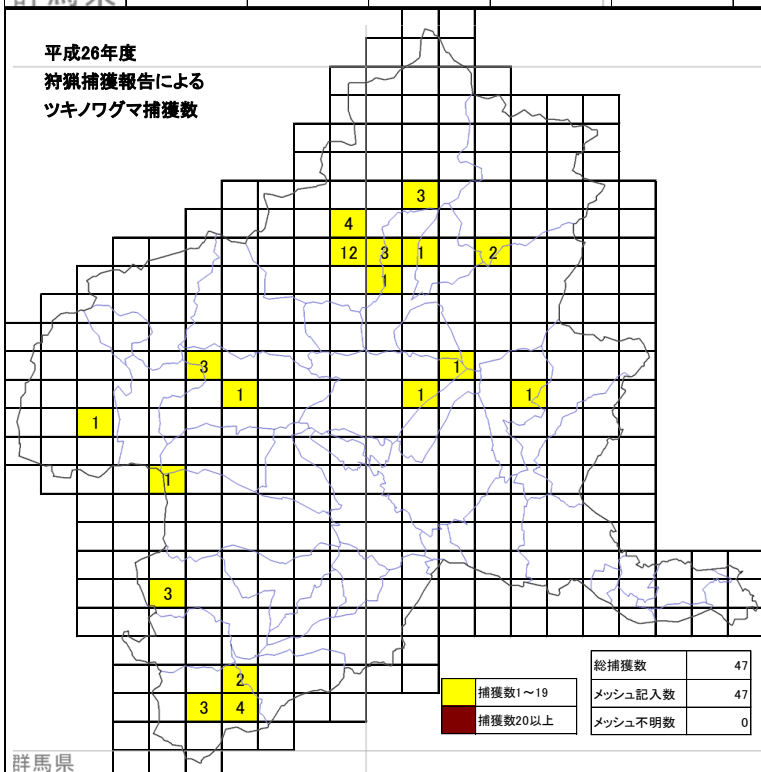 群馬県
平成26年度
狩猟捕獲報告による
ツキノワグマ捕獲数
3
4
12 3 1 2
1
3 1
1 1 1
1
1
3
2
3 4
捕獲数1～19
捕獲数20以上
総捕獲数 47
メッシュ記入数 47
メッシュ不明数 0
群馬県